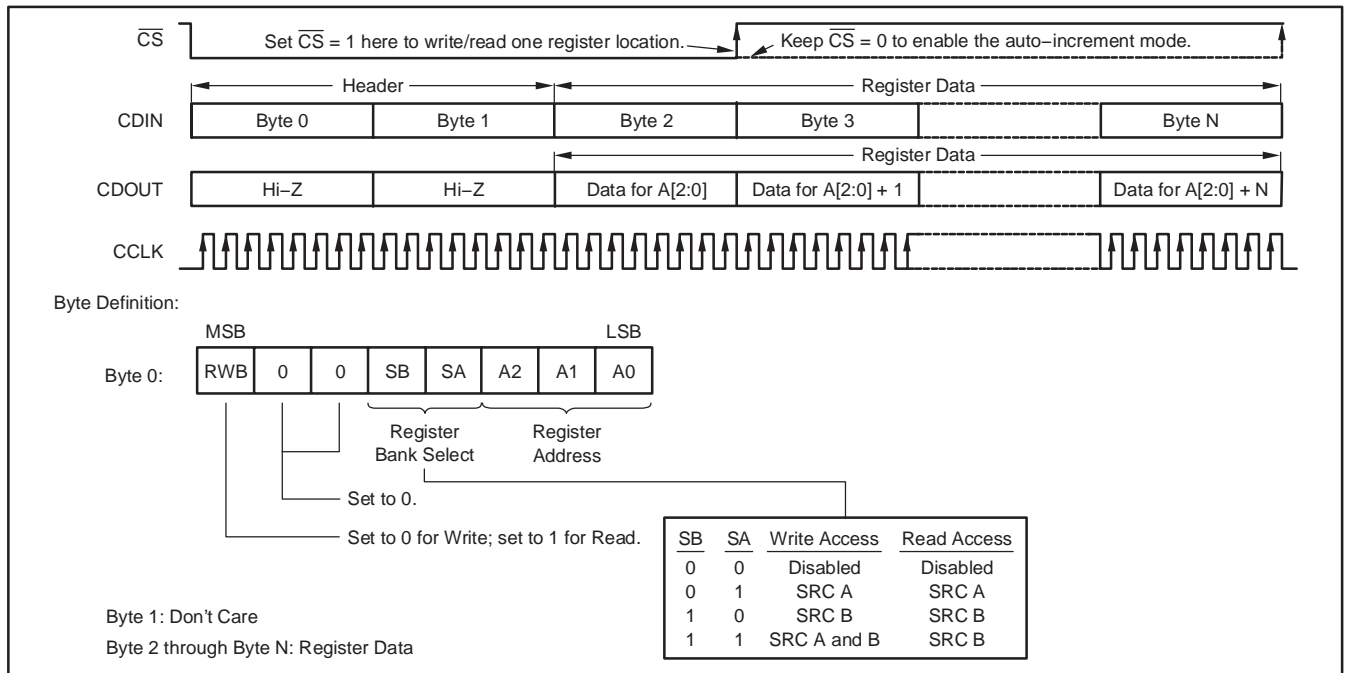 CS
Set CS = 1 here to write/read one register location.
Keep CS = 0 to enable the auto−increment mode.
Header
Register Data
CDIN
Byte 0
Byte 1
Byte 2
Byte 3
Byte N
Register Data
CDOUT
Hi−Z
Hi−Z
Data for A[2:0]
Data for A[2:0] + 1
Data for A[2:0] + N
CCLK
Byte Definition:
MSB
LSB
Byte 0:
RWB 0 0 SB SA A2 A1 A0
Register
Bank Select
Register
Address
Set to 0.
Set to 0 for Write; set to 1 for Read.
SB SA Write Access Read Access
0 0 Disabled Disabled
0 1 SRC A SRC A
1 0 SRC B SRC B
1 1 SRC A and B SRC B
Byte 1: Don't Care
Byte 2 through Byte N: Register Data